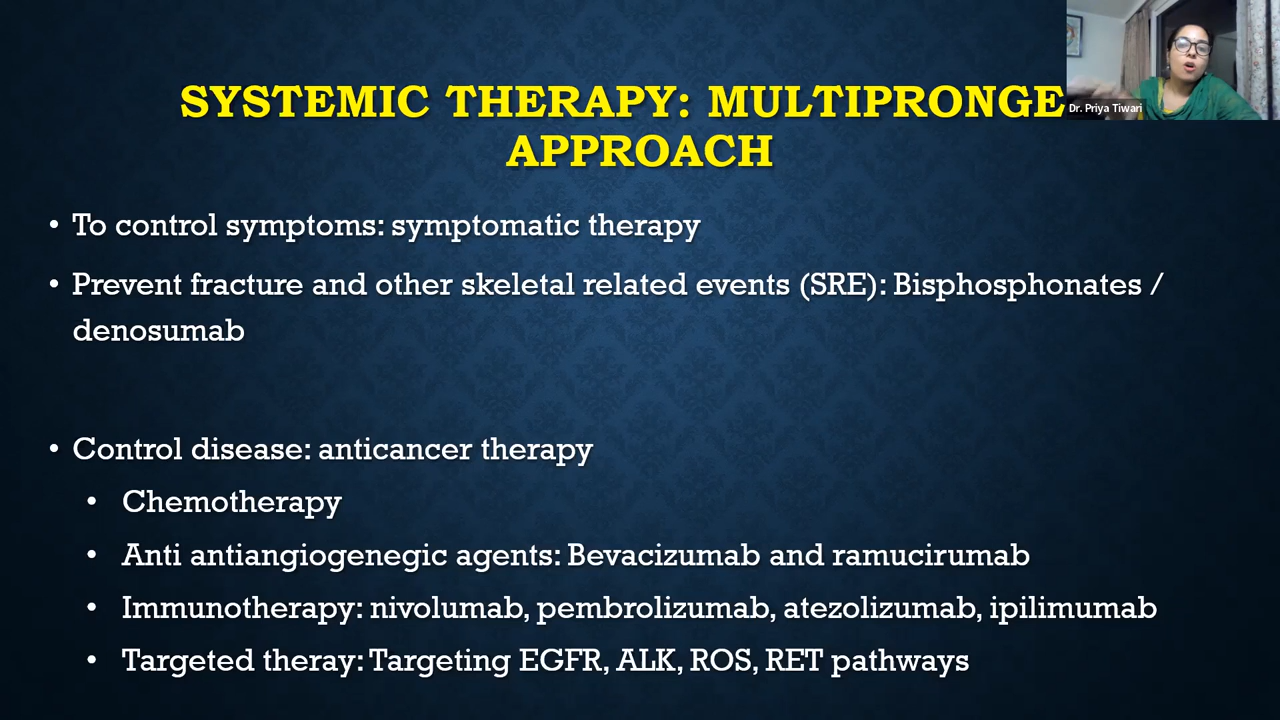 SYSTEMIC THERAPY: MULTIPRONGE
APPROACH
Dr. Priya Tiwari
• To control symptoms: symptomatic therapy
• Prevent fracture and other skeletal related events (SRE): Bisphosphonates /
denosumab
• Control disease: anticancer therapy
• Chemotherapy
• Anti antiangiogenegic agents: Bevacizumab and ramucirumab
• Immunotherapy: nivolumab, pembrolizumab, atezolizumab, ipilimumab
• Targeted theray: Targeting EGFR, ALK, ROS, RET pathways